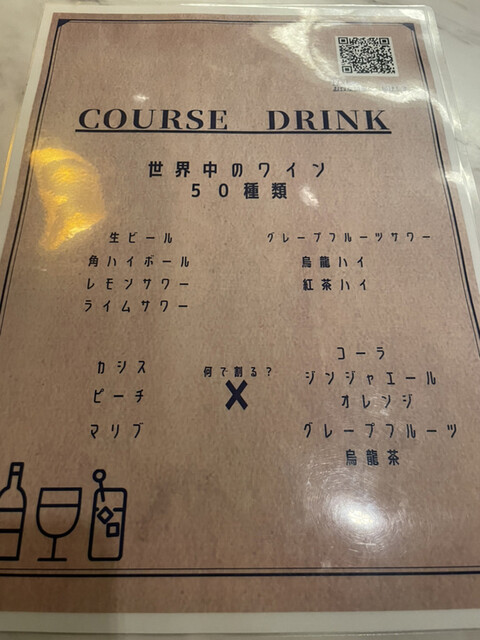 COURSE DRINK
世界中のワイン
50種類
生ビール
角ハイボール
レモンサワー
ライムサワー
グレープフルーツサワー
烏龍ハイ
紅茶ハイ
カシス
ピーチ
マリブ
何で割る?
X
コーラ
ジンジャエール
オレンジ
グレープフルーツ
烏龍茶